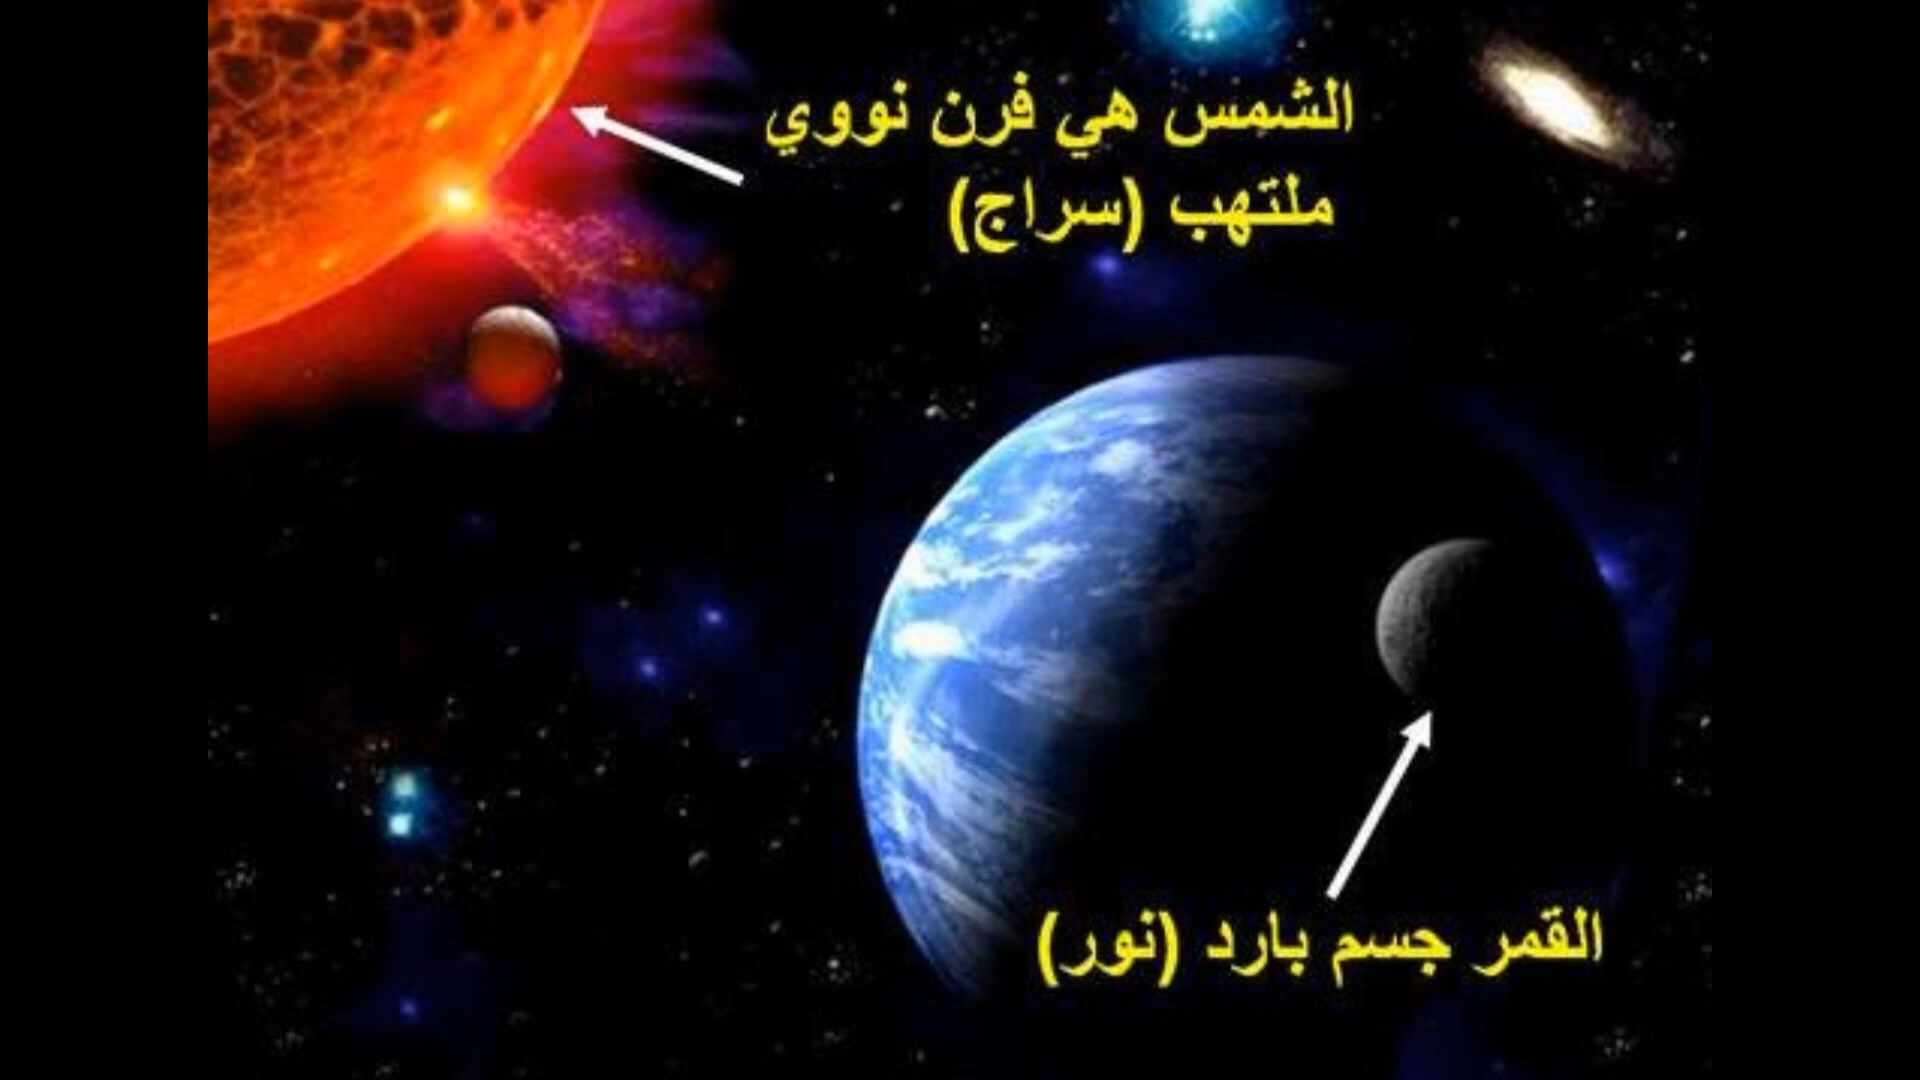 الشمس هي فرن نووي
ملتهب (سراج)
القمر جسم بارد (نور)